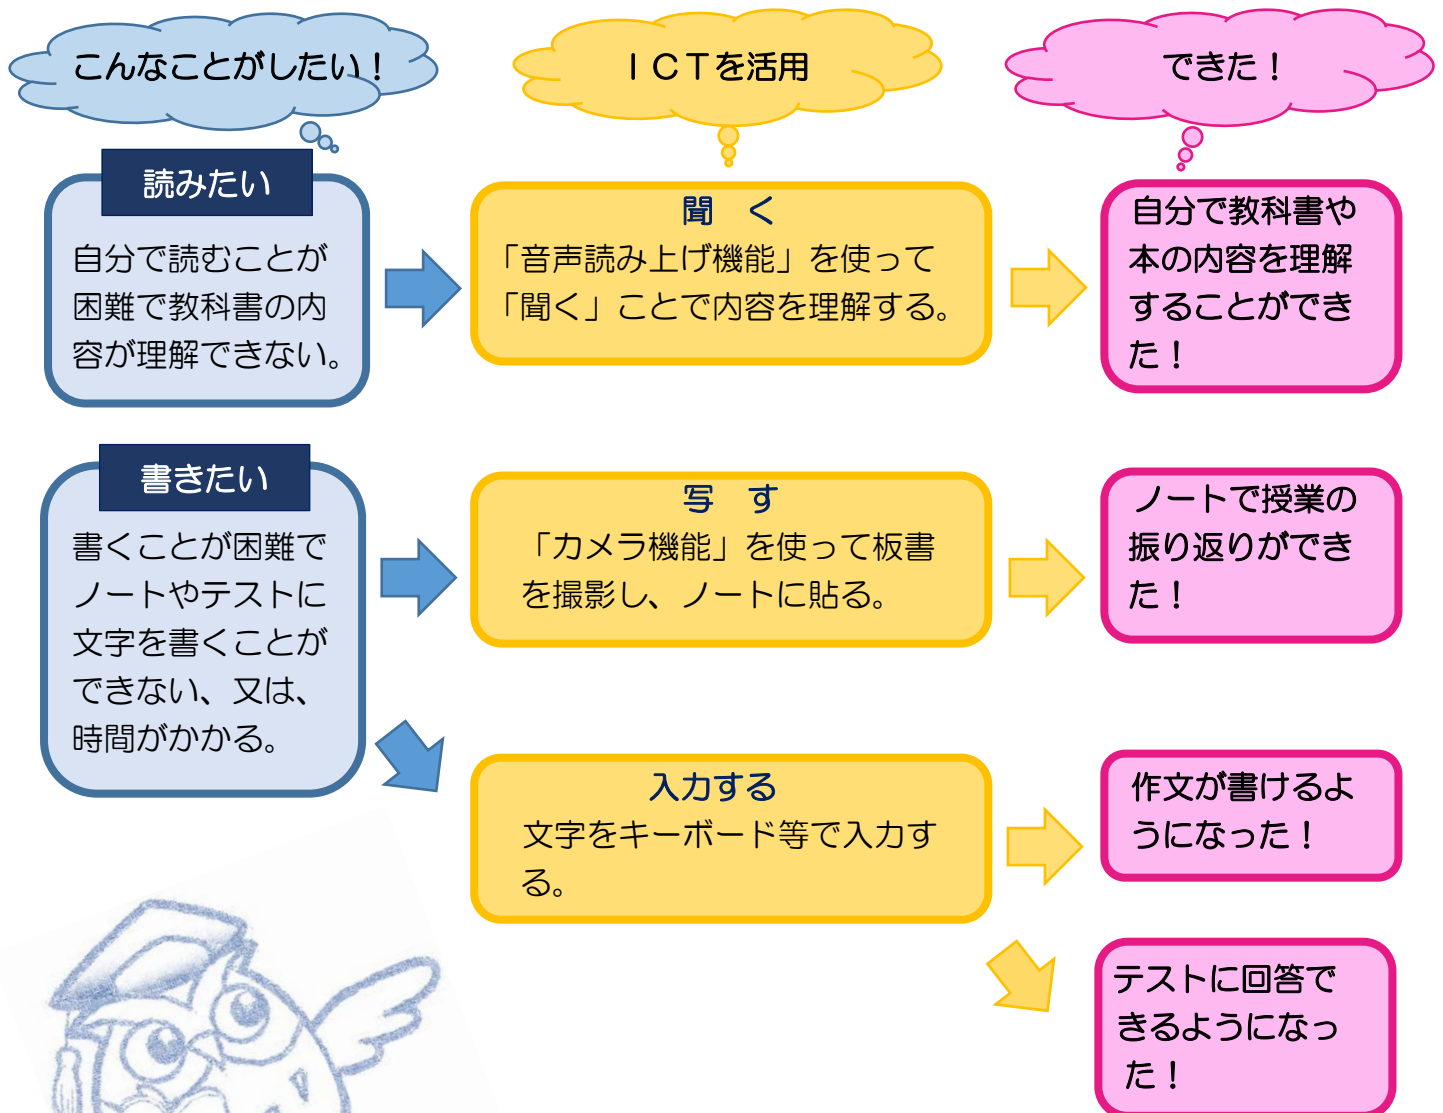 こんなことがしたい！
ＩＣＴを活用
できた！
読みたい
自分で読むことが
困難で教科書の内
容が理解できない。
聞　く
「音声読み上げ機能」を使って
「聞く」ことで内容を理解する。
自分で教科書や
本の内容を理解
することができ
た！
書きたい
書くことが困難で
ノートやテストに
文字を書くことが
できない、又は、
時間がかかる。
写　す
「カメラ機能」を使って板書
を撮影し、ノートに貼る。
ノートで授業の
振り返りができ
た！
入力する
文字をキーボード等で入力す
る。
作文が書けるよ
うになった！
テストに回答で
きるようになっ
た！